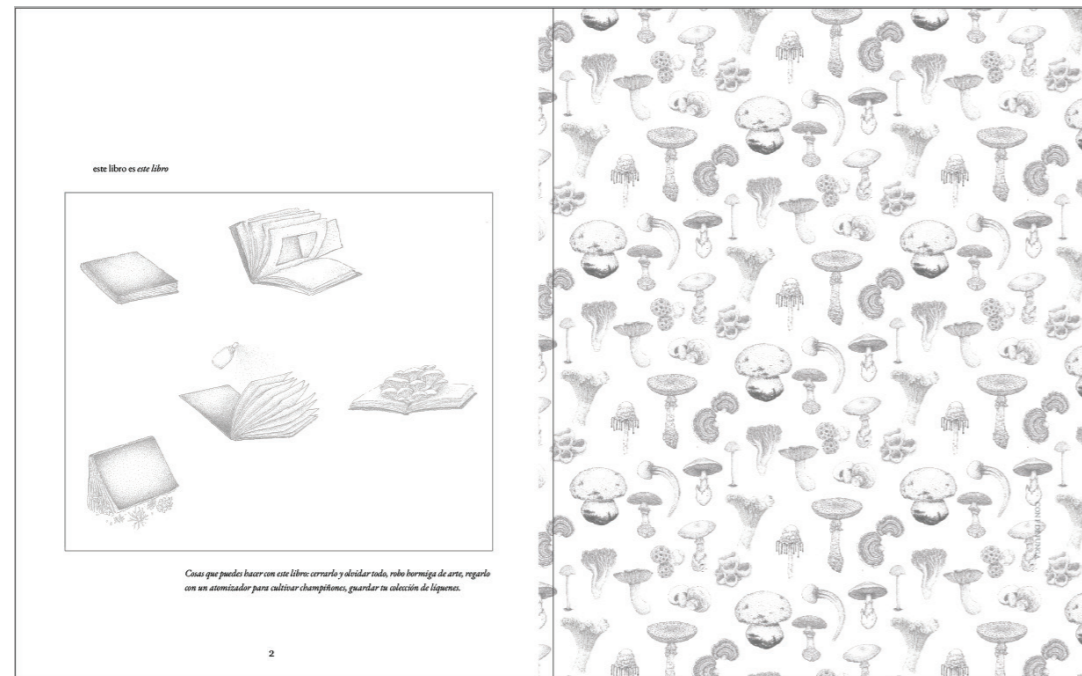 este libro es este libro
Cosas que puedes hacer con este libro: cerrarlo y olvidar todo, robo hormiga de arte, regarlo
con un atomizador para cultivar champiñones, guardar tu colección de líquenes.
2